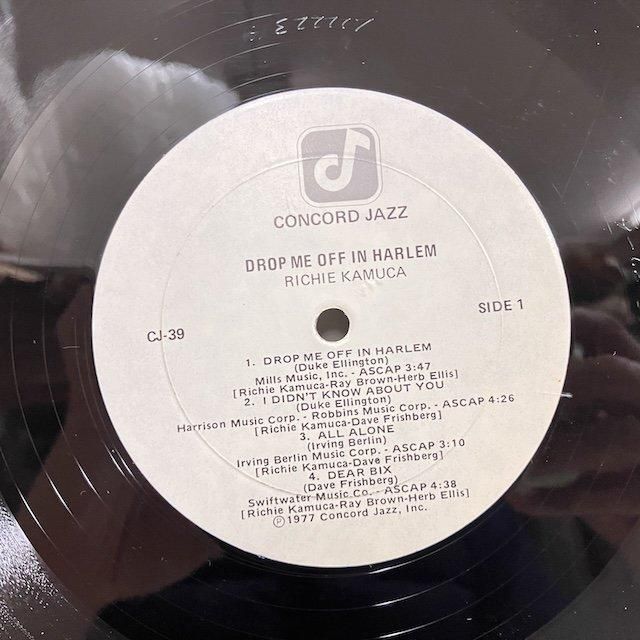 CONCORD JAZZ
DROP ME OFF IN HARLEM
RICHIE KAMUCA
CJ-39
SIDE 1
1. DROP ME OFF IN HARLEM
(Duke Ellington)
Mills Music, Inc. - ASCAP 3:47
[Richie Kamuca-Ray Brown-Herb Ellis]
2. I DIDN'T KNOW ABOUT YOU
(Duke Ellington)
Harrison Music Corp. - Robbins Music Corp. - ASCAP 4:26
[Richie Kamuca-Dave Frishberg]
3. ALL ALONE
(Irving Berlin)
Irving Berlin Music Corp. - ASCAP 3:10
[Richie Kamuca-Dave Frishberg]
4. DEAR BIX
(Dave Frishberg)
Swiftwater Music Co. - ASCAP 4:38
[Richie Kamuca-Ray Brown-Herb Ellis]
℗1977 Concord Jazz, Inc.